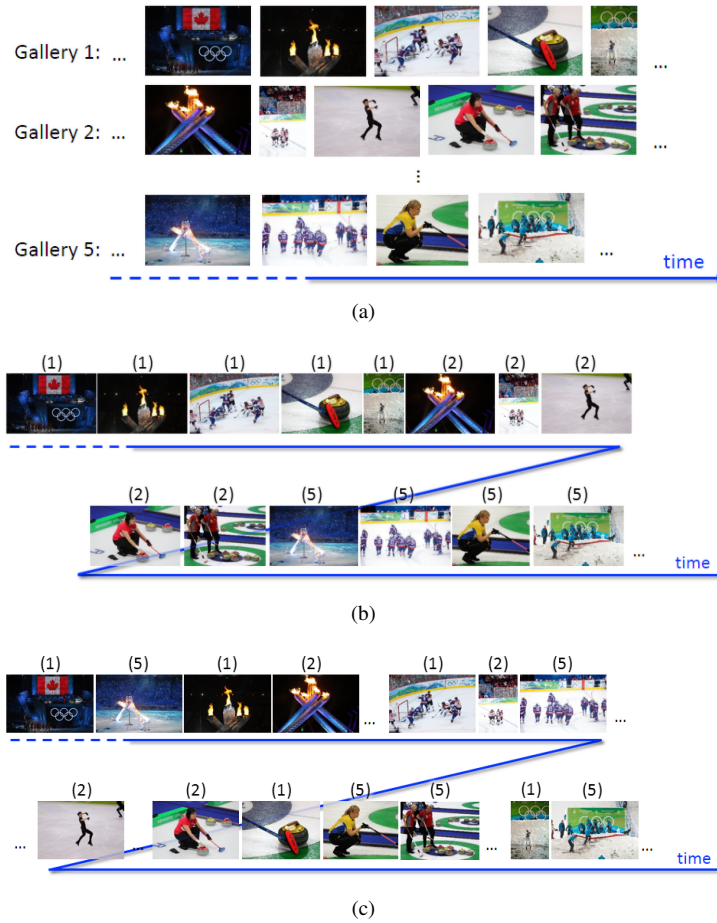 Gallery 1: ... ...
Gallery 2: ... ...
⋮
Gallery 5: ... ...
time
(a)
(1) (1) (1) (1) (1) (2) (2) (2)
(2) (2) (5) (5) (5) (5)
...
time
(b)
(1) (5) (1) (2) (1) (2) (5)
... ...
(2) (2) (1) (5) (5) (1) (5)
... ... ... ...
time
(c)